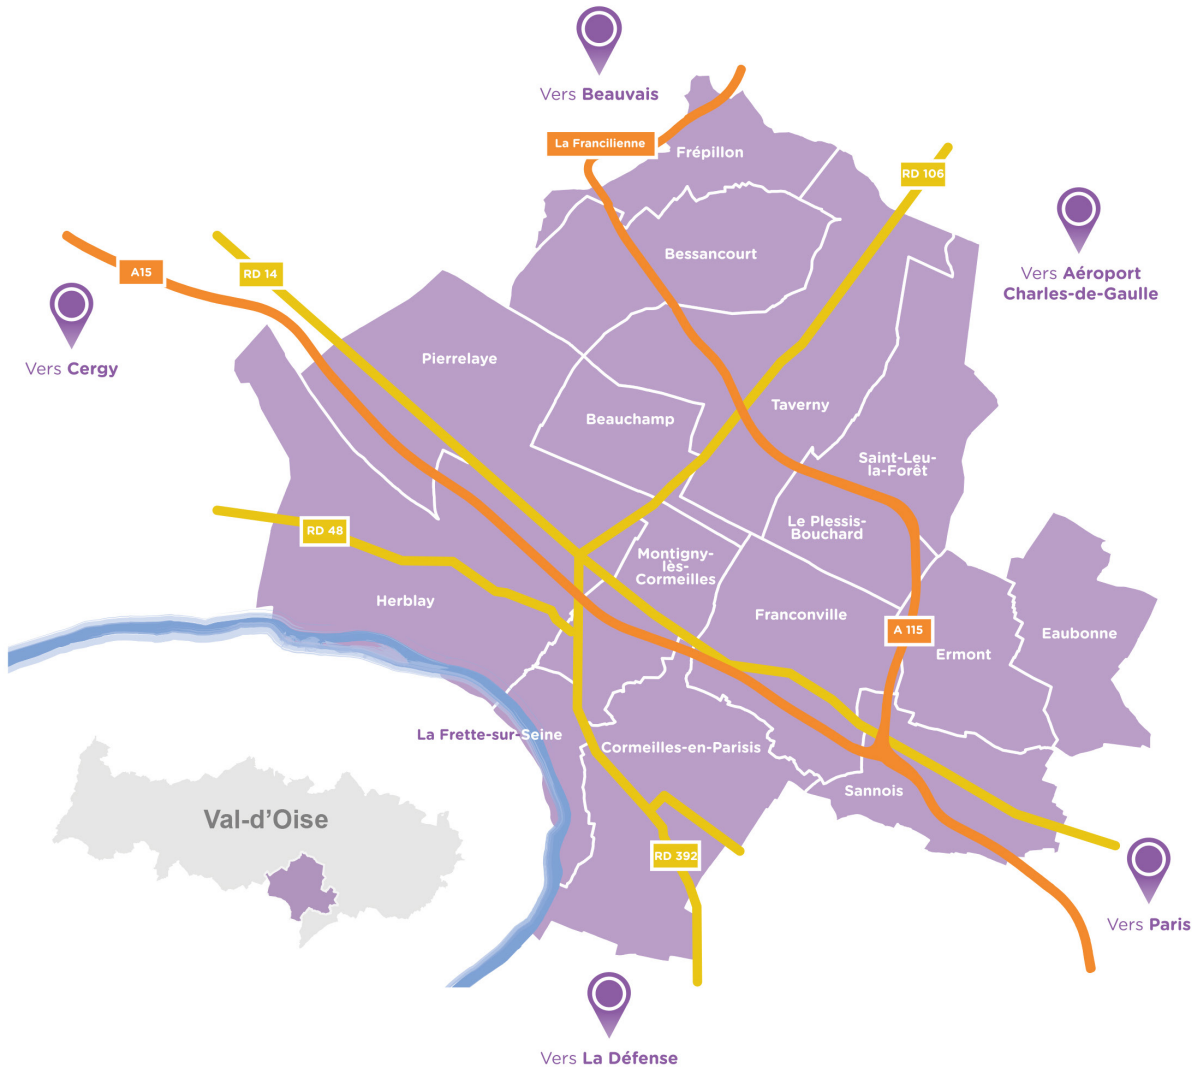 Vers Beauvais
La Francilienne
Frépillon
RD 106
Bessancourt
Vers Aéroport
Charles-de-Gaulle
A15
RD 14
Vers Cergy
Pierrelaye
Beauchamp
Taverny
Saint-Leu-
la-Forêt
Le Plessis-
Bouchard
RD 48
Montigny-
lès-
Cormeilles
Herblay
Franconville
A 115
Ermont
Eaubonne
La Frette-sur-Seine
Cormeilles-en-Parisis
Sannois
Val-d'Oise
RD 392
Vers Paris
Vers La Défense